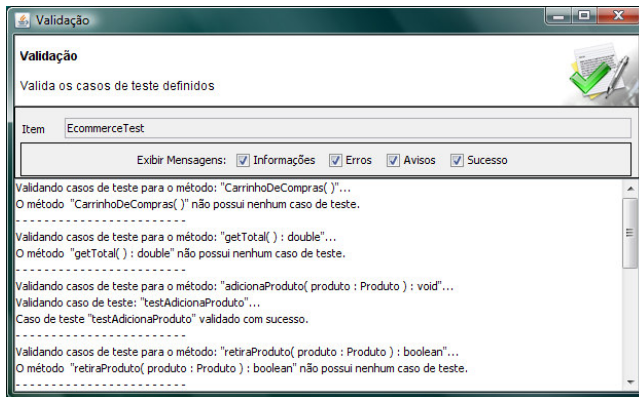 Validação
Validação
Valida os casos de teste definidos
Item EcommerceTest
Exibir Mensagens: Informações Erros Avisos Sucesso
Validando casos de teste para o método: "CarrinhoDeCompras( )"...
O método "CarrinhoDeCompras( )" não possui nenhum caso de teste.
- - - - - - - - - - - - - - - - - - - - - - - -
Validando casos de teste para o método: "getTotal( ) : double"...
O método "getTotal( ) : double" não possui nenhum caso de teste.
- - - - - - - - - - - - - - - - - - - - - - - -
Validando casos de teste para o método: "adicionaProduto( produto : Produto ) : void"...
Validando caso de teste: "testAdicionaProduto"...
Caso de teste "testAdicionaProduto" validado com sucesso.
- - - - - - - - - - - - - - - - - - - - - - - -
Validando casos de teste para o método: "retiraProduto( produto : Produto ) : boolean"...
O método "retiraProduto( produto : Produto ) : boolean" não possui nenhum caso de teste.
- - - - - - - - - - - - - - - - - - - - - - - -